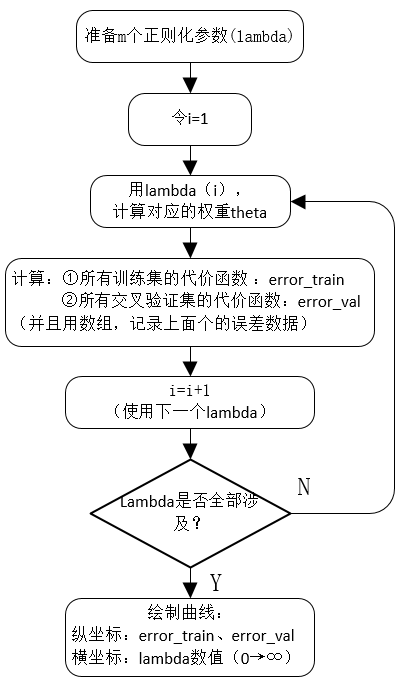 准备m个正则化参数(lambda)
令i=1
用lambda（i），
计算对应的权重theta
计算：①所有训练集的代价函数：error_train
②所有交叉验证集的代价函数：error_val
（并且用数组，记录上面个的误差数据）
i=i+1
（使用下一个lambda）
Lambda是否全部涉
及？
N
Y
绘制曲线：
纵坐标：error_train、error_val
横坐标：lambda数值（0→∞）